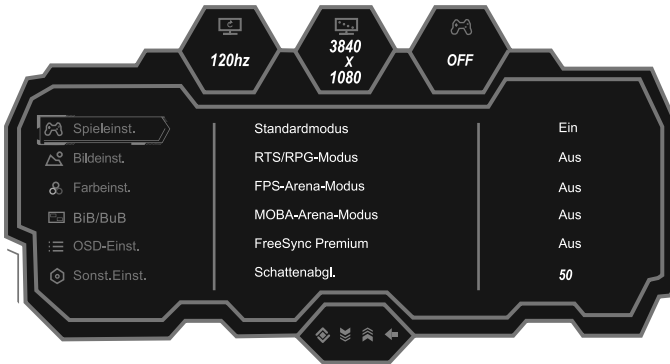 120hz
3840
X
1080
OFF
Spieleinst.
Standardmodus Ein
Bildeinst.
RTS/RPG-Modus Aus
Farbeinst.
FPS-Arena-Modus Aus
BiB/BuB
MOBA-Arena-Modus Aus
OSD-Einst.
FreeSync Premium Aus
Sonst.Einst.
Schattenabgl. 50